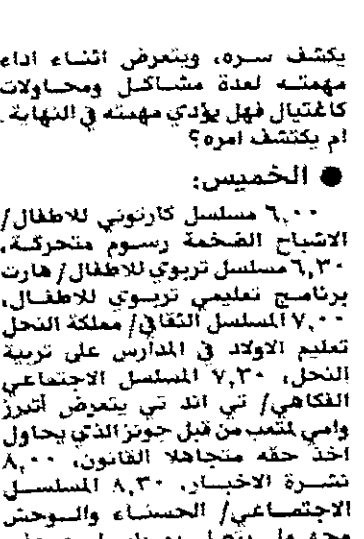 يكشف سره، ويتعرض اثناء اداء
مهمته لعدة مشاكل ومحاولات
كاغتيال فهل يؤدي مهمته في النهاية
ام يكتشف امره؟
● الخميس:
٦,٠٠ مسلسل كارتوني للاطفال/
الاشباح الضخمة رسوم متحركة،
٦,٣٠ مسلسل تربوي للاطفال/ هارت
برنامج تعليمي تربوي للاطفال،
٧,٠٠ المسلسل الثقافي/ مملكة النحل
تعليم الاولاد في المدارس على تربية
النحل، ٧,٣٠ المسلسل الاجتماعي
الفكاهي/ تي اند تي يتعرض أتيرز
وامي لمتعب من قبل جونز الذي يحاول
اخذ حقه متجاهلا القانون، ٨,٠٠
نشرة الاخبار، ٨,٣٠ المسلسل
الاجتماعي/ الحسناء والوحش